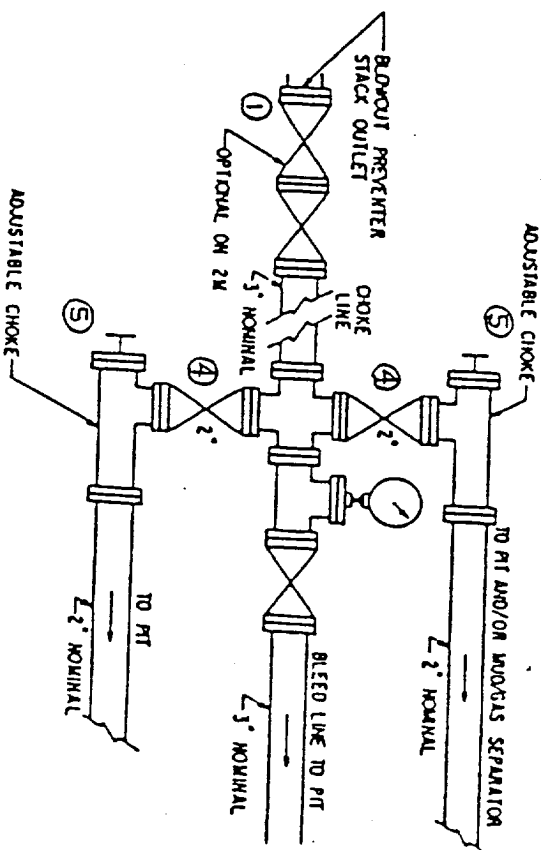 BLOWOUT PREVENTER
STACK OUTLET
①
OPTIONAL ON 2M
3" NOMINAL
CHOKE
LINE
ADJUSTABLE CHOKE
⑤
④
2"
TO PIT AND/OR MUD/GAS SEPARATOR
2" NOMINAL
BLEED LINE TO PIT
3" NOMINAL
④
2"
⑤
ADJUSTABLE CHOKE
TO PIT
2" NOMINAL